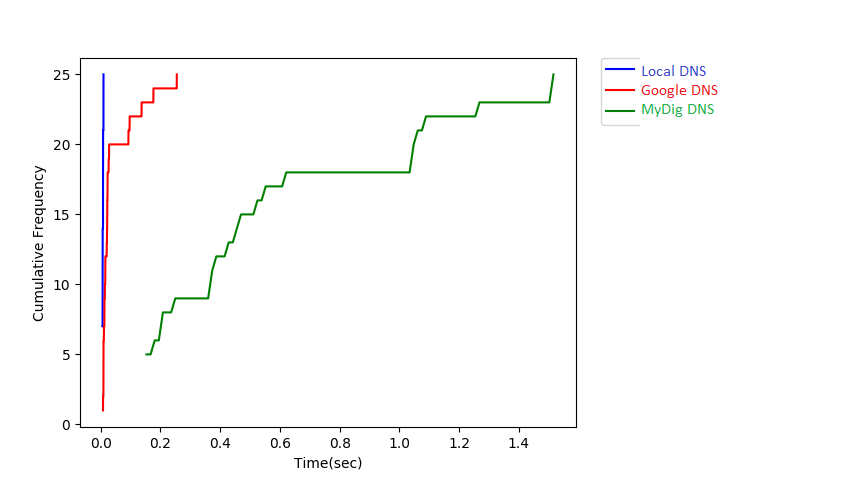 25
20
15
10
5
0
Cumulative Frequency
0.0 0.2 0.4 0.6 0.8 1.0 1.2 1.4
Time(sec)
Local DNS
Google DNS
MyDig DNS